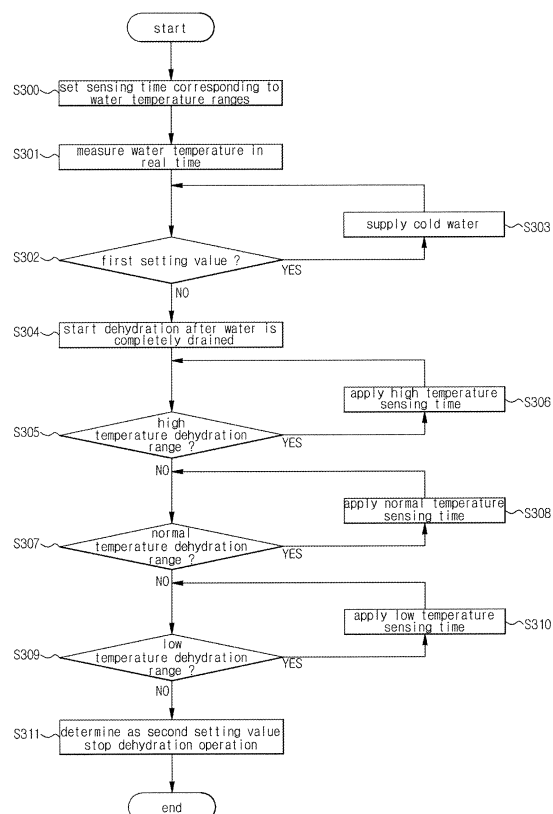 start
S300
set sensing time corresponding to
water temperature ranges
S301
measure water temperature in
real time
supply cold water
S303
S302
first setting value ?
YES
NO
S304
start dehydration after water is
completely drained
apply high temperature
sensing time
S306
S305
high
temperature dehydration
range ?
YES
NO
apply normal temperature
sensing time
S308
S307
normal
temperature dehydration
range ?
YES
NO
apply low temperature
sensing time
S310
S309
low
temperature dehydration
range ?
YES
NO
S311
determine as second setting value
stop dehydration operation
end